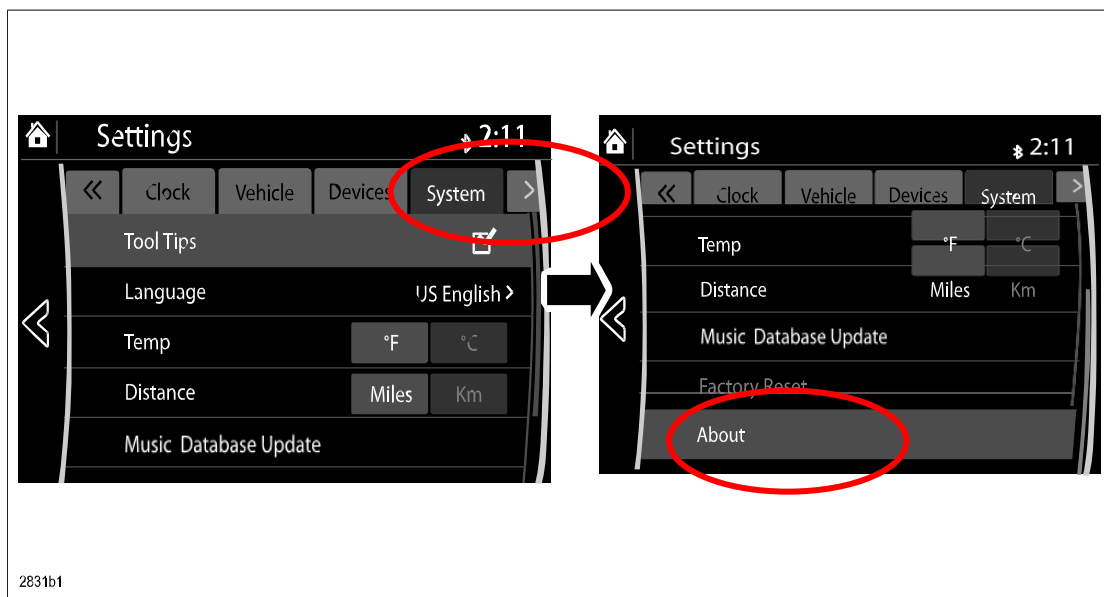 Settings 2:11
« Clock Vehicle Devices System >
Tool Tips
Language US English >
Temp °F °C
Distance Miles Km
Music Database Update
Settings 2:11
« Clock Vehicle Devices System >
Temp °F °C
Distance Miles Km
Music Database Update
Factory Reset
About
2831b1